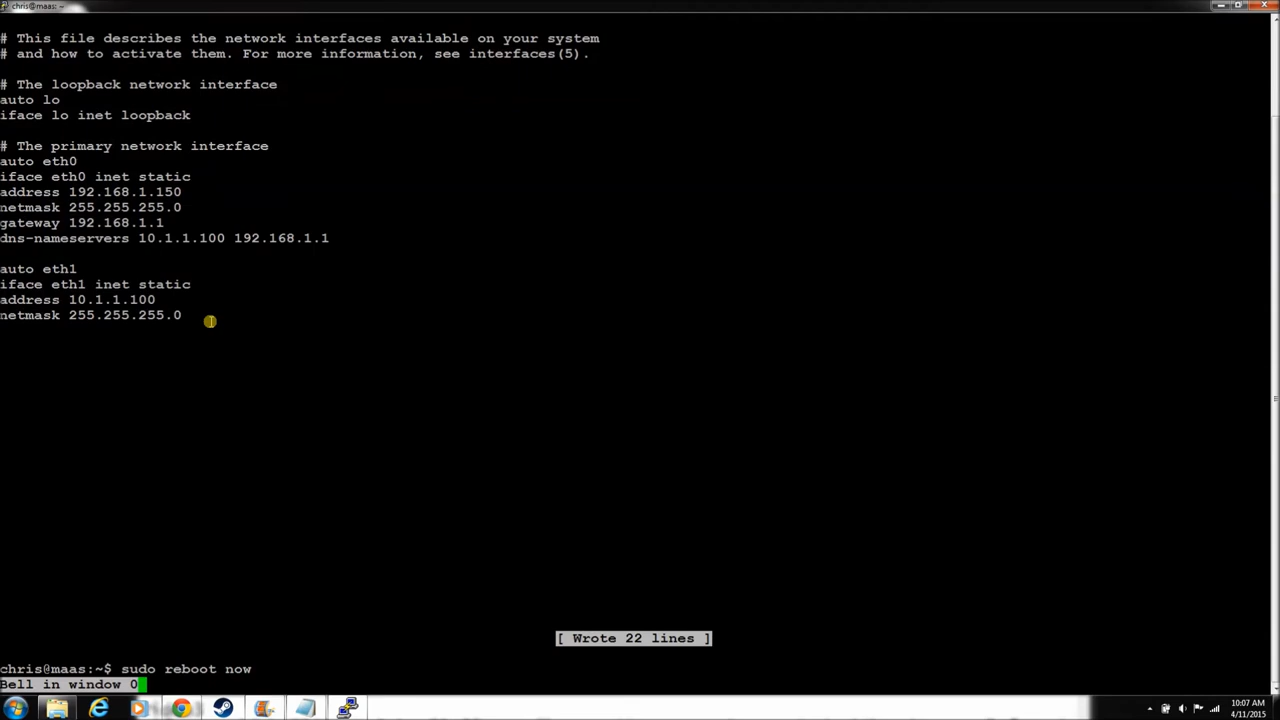 chris@maas: ~
# This file describes the network interfaces available on your system
# and how to activate them. For more information, see interfaces(5).
# The loopback network interface
auto lo
iface lo inet loopback
# The primary network interface
auto eth0
iface eth0 inet static
address 192.168.1.150
netmask 255.255.255.0
gateway 192.168.1.1
dns-nameservers 10.1.1.100 192.168.1.1
auto eth1
iface eth1 inet static
address 10.1.1.100
netmask 255.255.255.0
[ Wrote 22 lines ]
chris@maas:~$ sudo reboot now
Bell in window 0
10:07 AM
4/11/2015